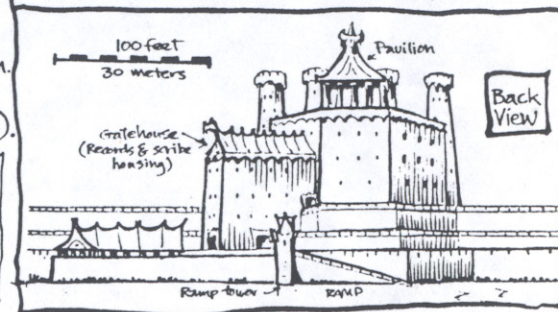 100 feet
30 meters
Pavilion
Back
View
Gatehouse
(Records & scribe
housing)
Ramp tower
RAMP